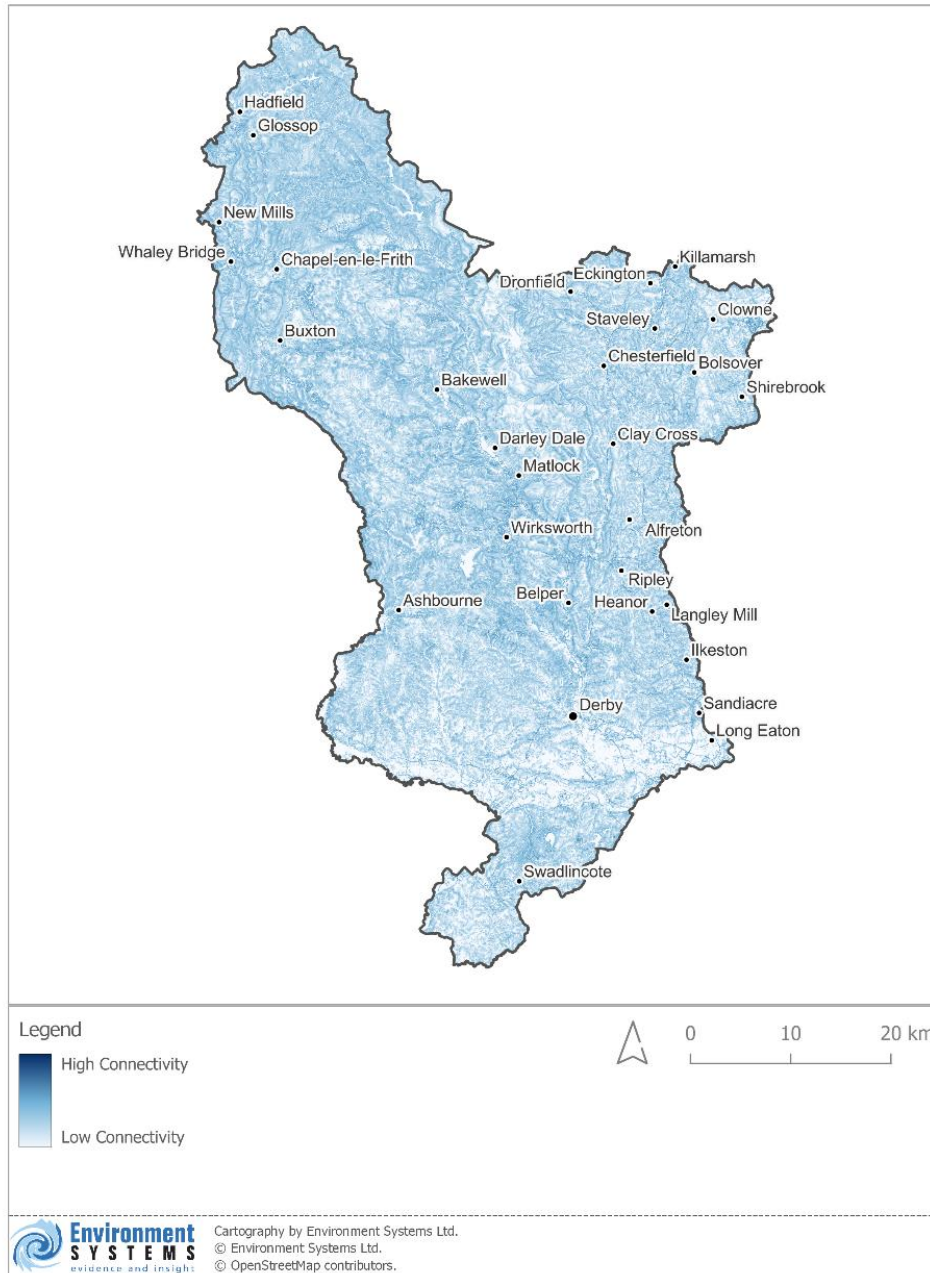 Hadfield
Glossop
New Mills
Whaley Bridge
Chapel-en-le-Frith
Killamarsh
Dronfield
Eckington
Clowne
Staveley
Buxton
Chesterfield
Bolsover
Bakewell
Shirebrook
Darley Dale
Clay Cross
Matlock
Wirksworth
Alfreton
Ripley
Ashbourne
Belper
Heanor
Langley Mill
Ilkeston
Derby
Sandiacre
Long Eaton
Swadlincote
Legend
High Connectivity
Low Connectivity
0 10 20 km
Environment
SYSTEMS
evidence and insight
Cartography by Environment Systems Ltd.
© Environment Systems Ltd.
© OpenStreetMap contributors.